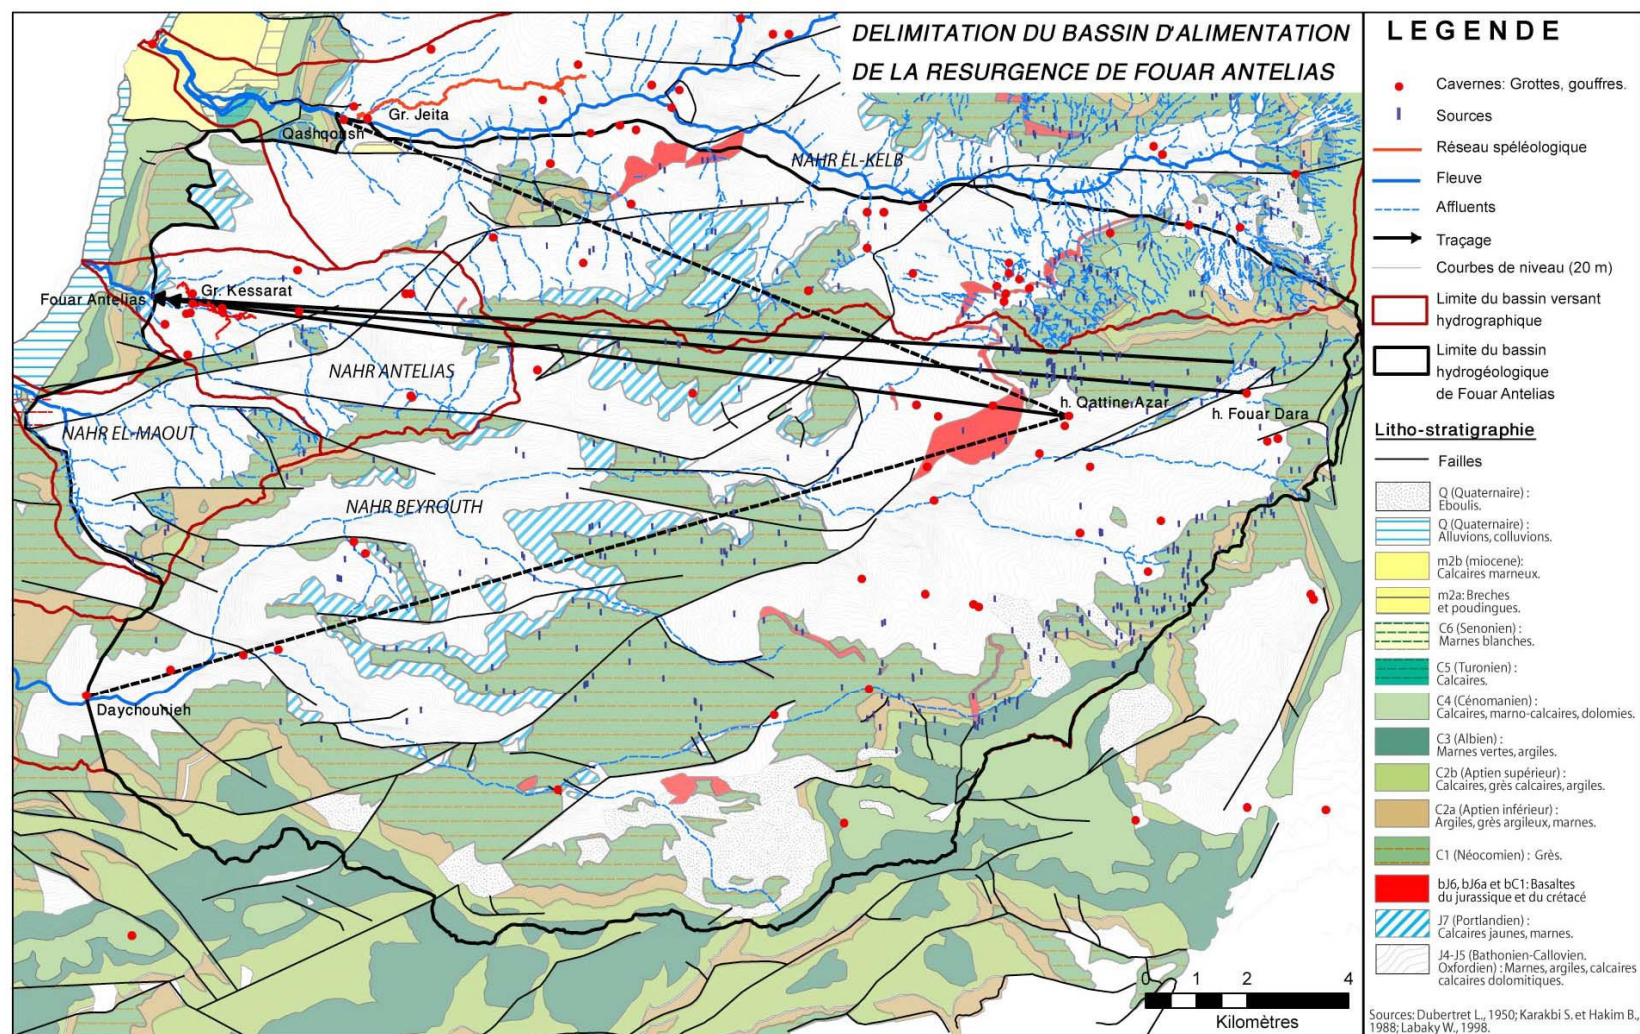 DELIMITATION DU BASSIN D'ALIMENTATION
DE LA RESURGENCE DE FOUAR ANTELIAS
Gr. Jeita
Qashqoush
NAHR EL-KELB
Fouar Antelias
Gr. Kessarat
NAHR ANTELIAS
h. Qattine Azar
h. Fouar Dara
NAHR EL-MAOUT
NAHR BEYROUTH
Daychounieh
0 1 2 4
Kilomètres
LEGENDE
Cavernes: Grottes, gouffres.
Sources
Réseau spéléologique
Fleuve
Affluents
Traçage
Courbes de niveau (20 m)
Limite du bassin versant
hydrographique
Limite du bassin
hydrogéologique
de Fouar Antelias
Litho-stratigraphie
Failles
Q (Quaternaire) :
Eboulis.
Q (Quaternaire) :
Alluvions, colluvions.
m2b (miocene):
Calcaires marneux.
m2a: Breches
et poudingues.
C6 (Senonien) :
Marnes blanches.
C5 (Turonien) :
Calcaires.
C4 (Cénomanien) :
Calcaires, marno-calcaires, dolomies.
C3 (Albien) :
Marnes vertes, argiles.
C2b (Aptien supérieur) :
Calcaires, grès calcaires, argiles.
C2a (Aptien inférieur) :
Argiles, grès argileux, marnes.
C1 (Néocomien) : Grès.
bJ6, bJ6a et bC1: Basaltes
du jurassique et du crétacé
J7 (Portlandien) :
Calcaires jaunes, marnes.
J4-J5 (Bathonien-Callovien.
Oxfordien) : Marnes, argiles, calcaires
calcaires dolomitiques.
Sources: Dubertret L., 1950; Karakbi S. et Hakim B.,
1988; Labaky W., 1998.